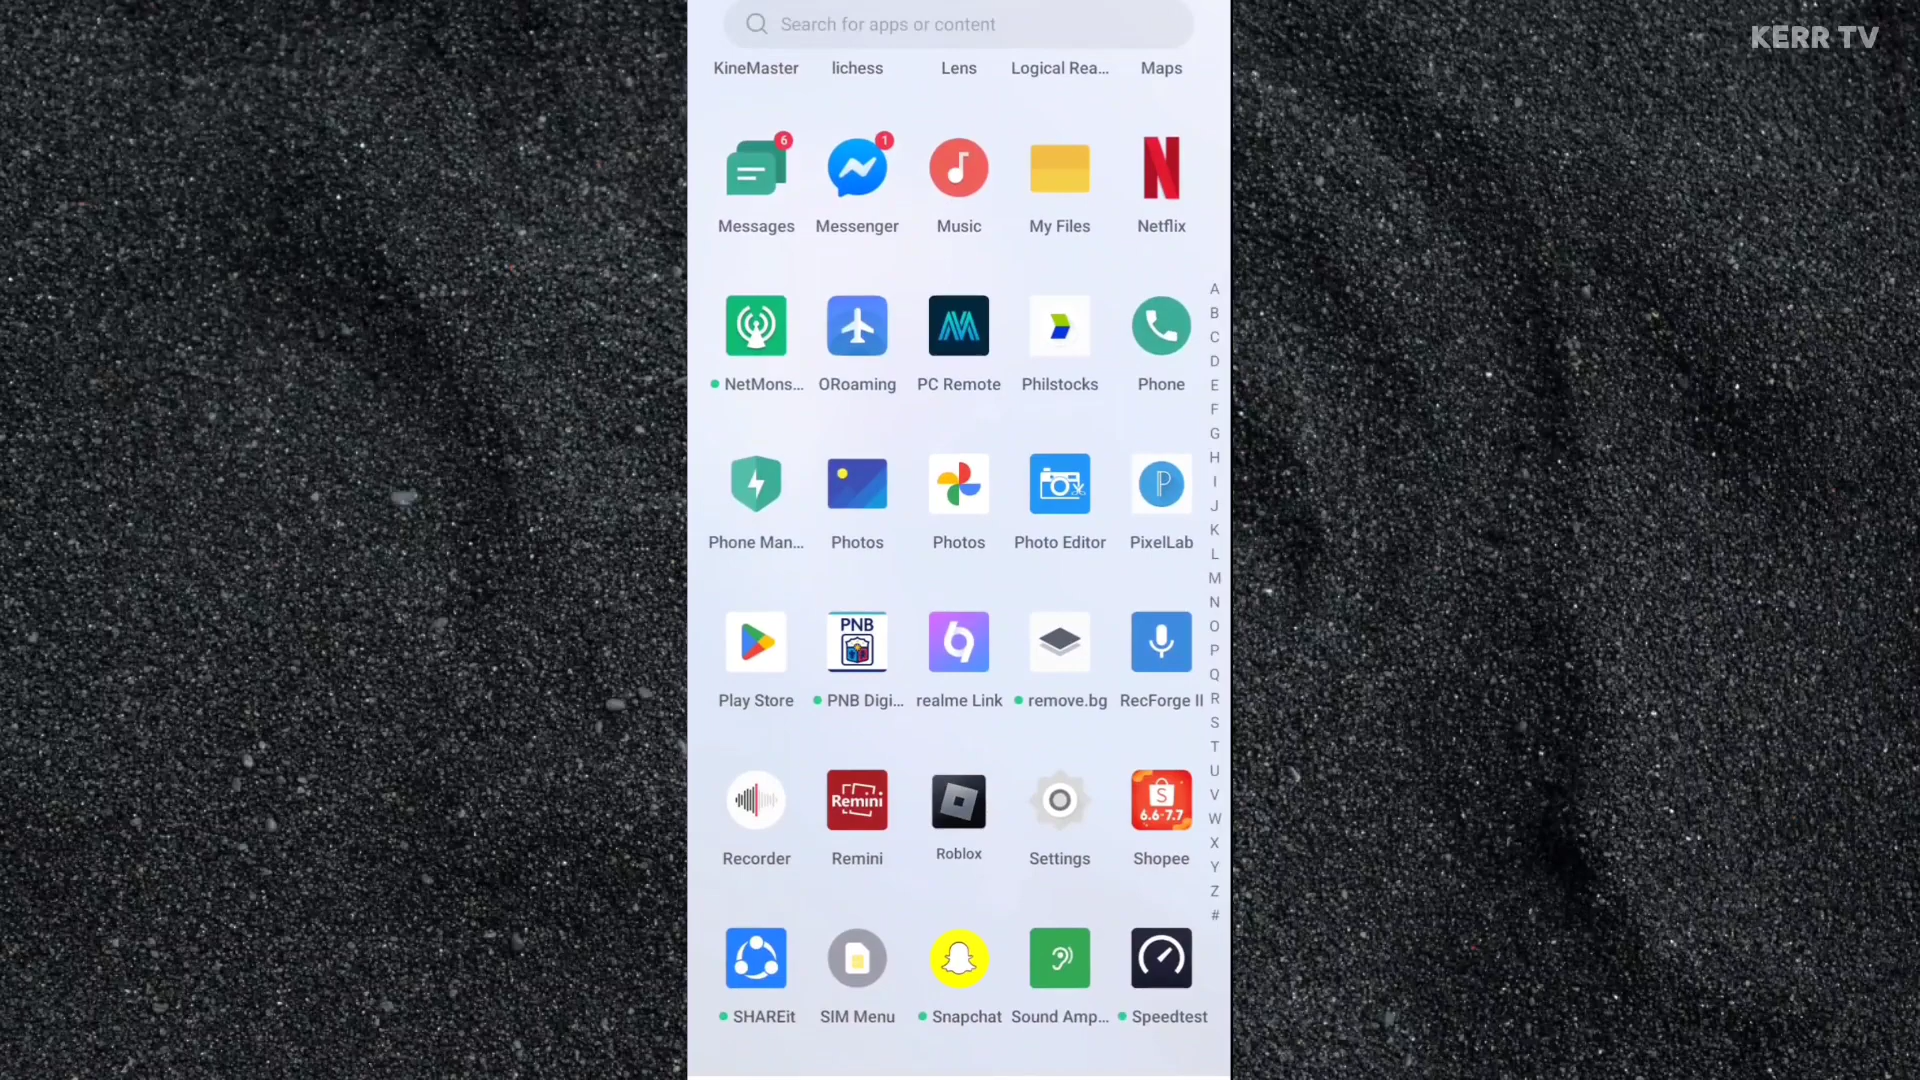 KERR TV
Search for apps or content
KineMaster lichess Lens Logical Rea... Maps
6 1
Messages Messenger Music My Files Netflix
NetMons... ORoaming PC Remote Philstocks Phone
Phone Man... Photos Photos Photo Editor PixelLab
PNB
Play Store PNB Digi... realme Link remove.bg RecForge II
Remini S
6.6-7.7
Recorder Remini Roblox Settings Shopee
SHAREit SIM Menu Snapchat Sound Amp... Speedtest
A
B
C
D
E
F
G
H
I
J
K
L
M
N
O
P
Q
R
S
T
U
V
W
X
Y
Z
#